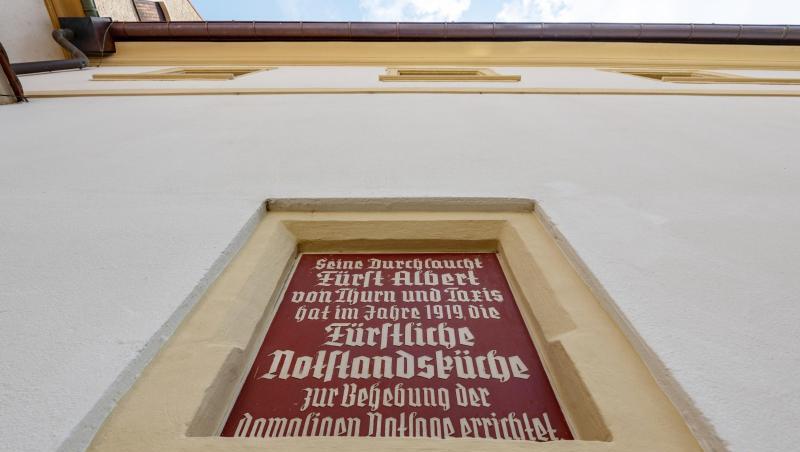 Seine Durchlaucht
Fürst Albert
von Thurn und Taxis
hat im Jahre 1919, die
Fürstliche
Notstandsküche
zur Behebung der
damaligen Notlage errichtet.